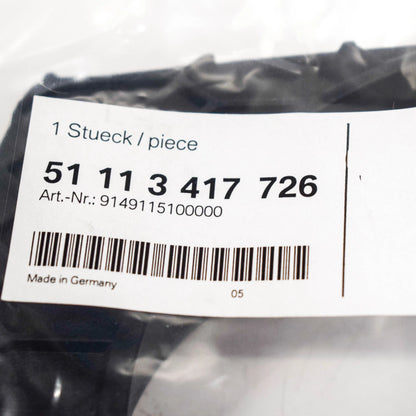 1 Stueck / piece
51 11 3 417 726
Art.-Nr.: 9149115100000
Made in Germany
05